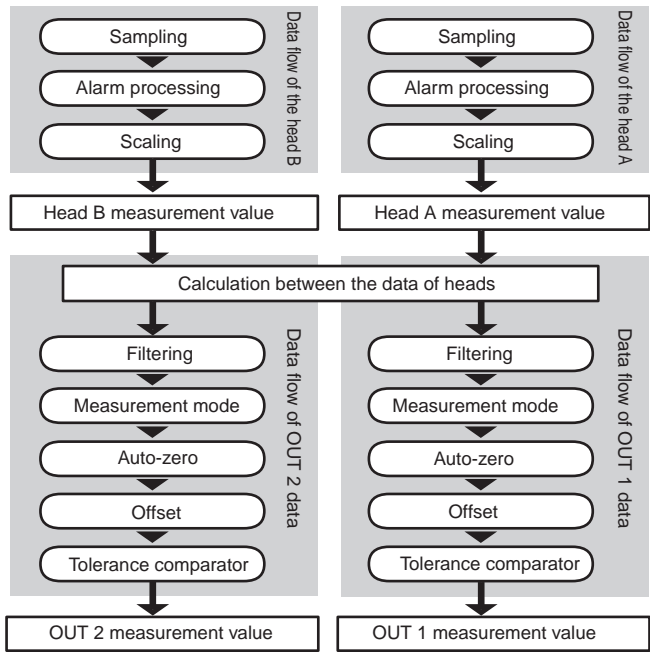 Sampling
Alarm processing
Scaling
Data flow of the head B
Head B measurement value
Sampling
Alarm processing
Scaling
Data flow of the head A
Head A measurement value
Calculation between the data of heads
Filtering
Measurement mode
Auto-zero
Offset
Tolerance comparator
Data flow of OUT 2 data
OUT 2 measurement value
Filtering
Measurement mode
Auto-zero
Offset
Tolerance comparator
Data flow of OUT 1 data
OUT 1 measurement value